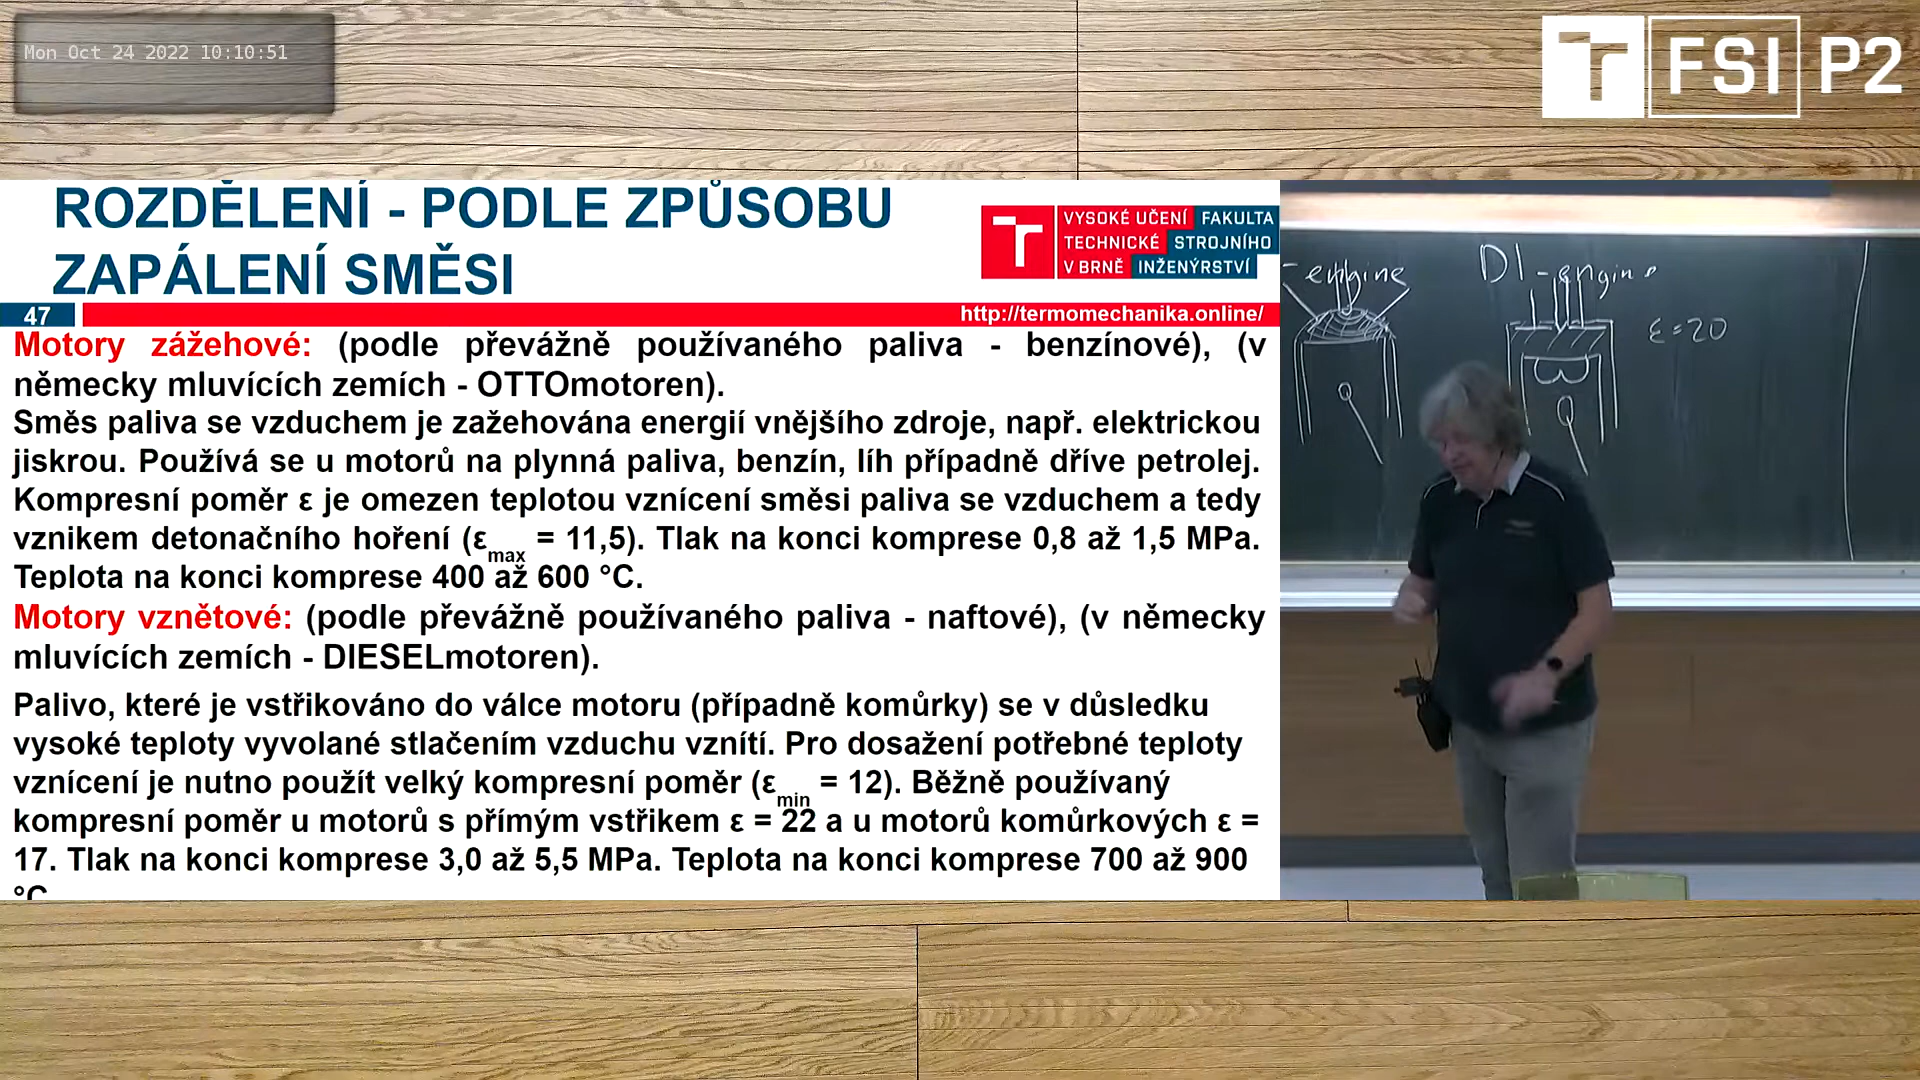 Mon Oct 24 2022 10:10:51
FSI P2
ROZDĚLENÍ - PODLE ZPŮSOBU
ZAPÁLENÍ SMĚSI
VYSOKÉ UČENÍ FAKULTA
TECHNICKÉ STROJNÍHO
V BRNĚ INŽENÝRSTVÍ
47
http://termomechanika.online/
Motory zážehové: (podle převážně používaného paliva - benzínové), (v
německy mluvících zemích - OTTOmotoren).
Směs paliva se vzduchem je zažehována energií vnějšího zdroje, např. elektrickou
jiskrou. Používá se u motorů na plynná paliva, benzín, líh případně dříve petrolej.
Kompresní poměr ε je omezen teplotou vznícení směsi paliva se vzduchem a tedy
vznikem detonačního hoření (εmax = 11,5). Tlak na konci komprese 0,8 až 1,5 MPa.
Teplota na konci komprese 400 až 600 °C.
Motory vznětové: (podle převážně používaného paliva - naftové), (v německy
mluvících zemích - DIESELmotoren).
Palivo, které je vstřikováno do válce motoru (případně komůrky) se v důsledku
vysoké teploty vyvolané stlačením vzduchu vznítí. Pro dosažení potřebné teploty
vznícení je nutno použít velký kompresní poměr (εmin = 12). Běžně používaný
kompresní poměr u motorů s přímým vstřikem ε = 22 a u motorů komůrkových ε =
17. Tlak na konci komprese 3,0 až 5,5 MPa. Teplota na konci komprese 700 až 900
°C
-engine
DI-engine
ε=20